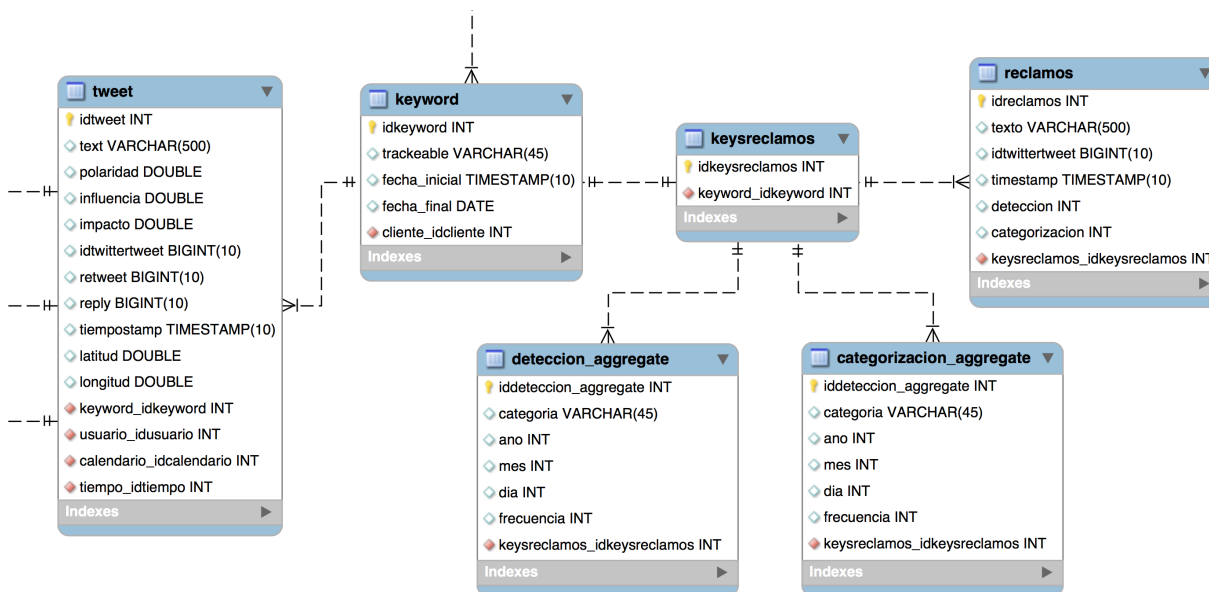 tweet
idtweet INT
text VARCHAR(500)
polaridad DOUBLE
influencia DOUBLE
impacto DOUBLE
idtwittertweet BIGINT(10)
retweet BIGINT(10)
reply BIGINT(10)
tiempostamp TIMESTAMP(10)
latitud DOUBLE
longitud DOUBLE
keyword_idkeyword INT
usuario_idusuario INT
calendario_idcalendario INT
tiempo_idtiempo INT
Indexes
keyword
idkeyword INT
trackeable VARCHAR(45)
fecha_inicial TIMESTAMP(10)
fecha_final DATE
cliente_idcliente INT
Indexes
keysreclamos
idkeysreclamos INT
keyword_idkeyword INT
Indexes
reclamos
idreclamos INT
texto VARCHAR(500)
idtwittertweet BIGINT(10)
timestamp TIMESTAMP(10)
deteccion INT
categorizacion INT
keysreclamos_idkeysreclamos INT
Indexes
deteccion_aggregate
iddeteccion_aggregate INT
categoria VARCHAR(45)
ano INT
mes INT
dia INT
frecuencia INT
keysreclamos_idkeysreclamos INT
Indexes
categorizacion_aggregate
iddeteccion_aggregate INT
categoria VARCHAR(45)
ano INT
mes INT
dia INT
frecuencia INT
keysreclamos_idkeysreclamos INT
Indexes